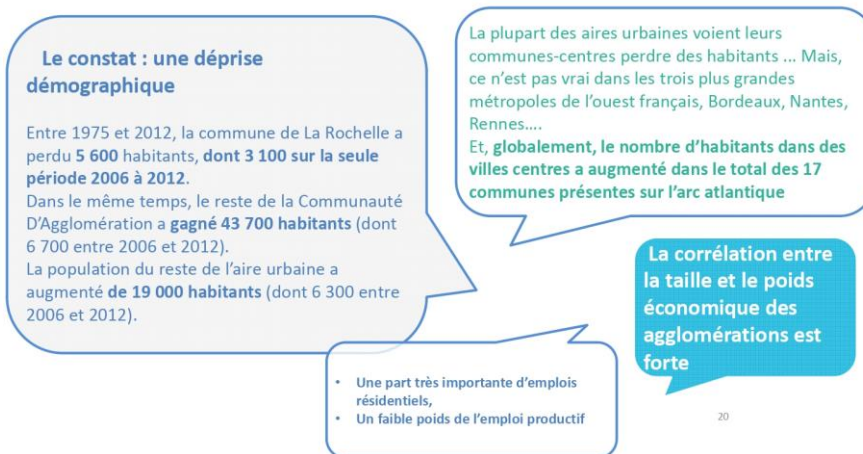 Le constat : une déprise
démographique
Entre 1975 et 2012, la commune de La Rochelle a
perdu 5 600 habitants, dont 3 100 sur la seule
période 2006 à 2012.
Dans le même temps, le reste de la Communauté
D’Agglomération a gagné 43 700 habitants (dont
6 700 entre 2006 et 2012).
La population du reste de l’aire urbaine a
augmenté de 19 000 habitants (dont 6 300 entre
2006 et 2012).
La plupart des aires urbaines voient leurs
communes-centres perdre des habitants ... Mais,
ce n’est pas vrai dans les trois plus grandes
métropoles de l’ouest français, Bordeaux, Nantes,
Rennes….
Et, globalement, le nombre d’habitants dans des
villes centres a augmenté dans le total des 17
communes présentes sur l’arc atlantique
La corrélation entre
la taille et le poids
économique des
agglomérations est
forte
• Une part très importante d’emplois
résidentiels,
• Un faible poids de l’emploi productif
20